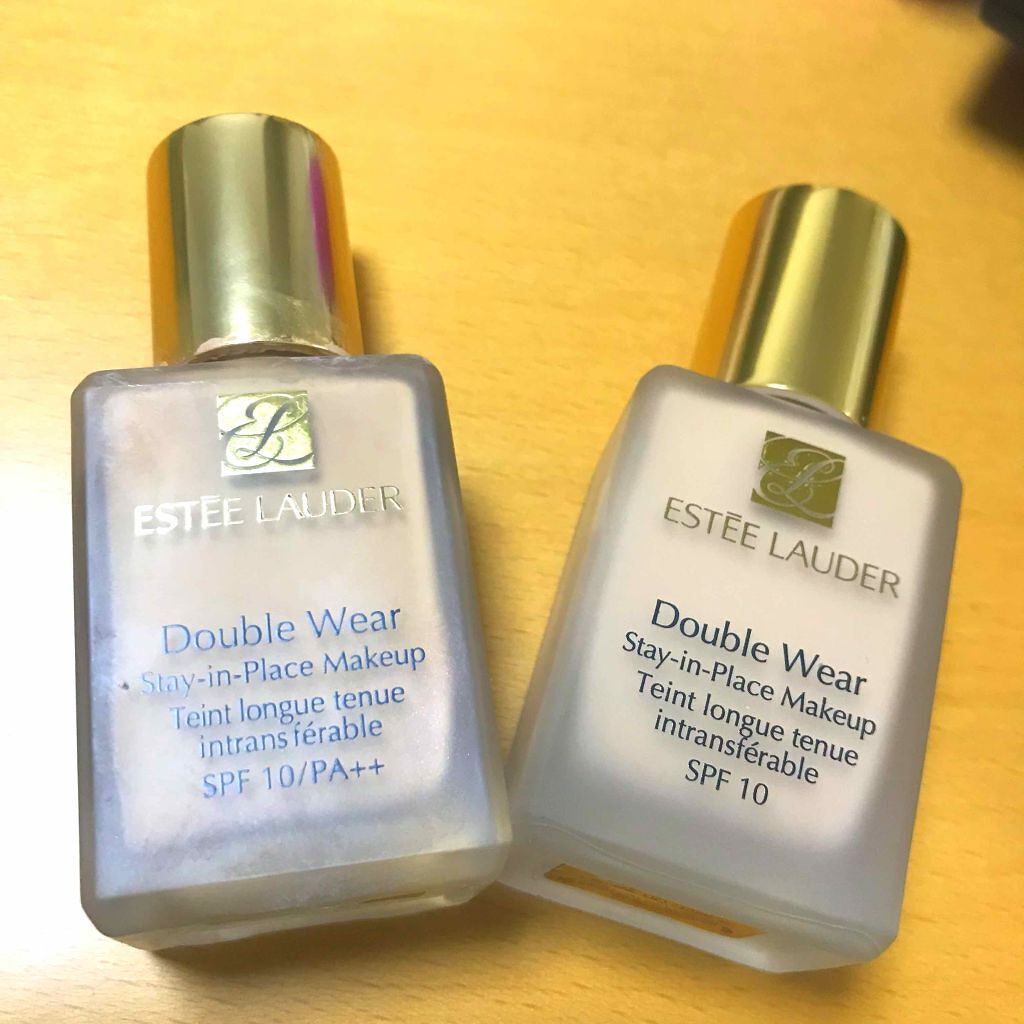 ESTĒE LAUDER
Double Wear
Stay-in-Place Makeup
Teint longue tenue
intransférable
SPF 10/PA++
ESTĒE LAUDER
Double Wear
Stay-in-Place Makeup
Teint longue tenue
intransférable
SPF 10